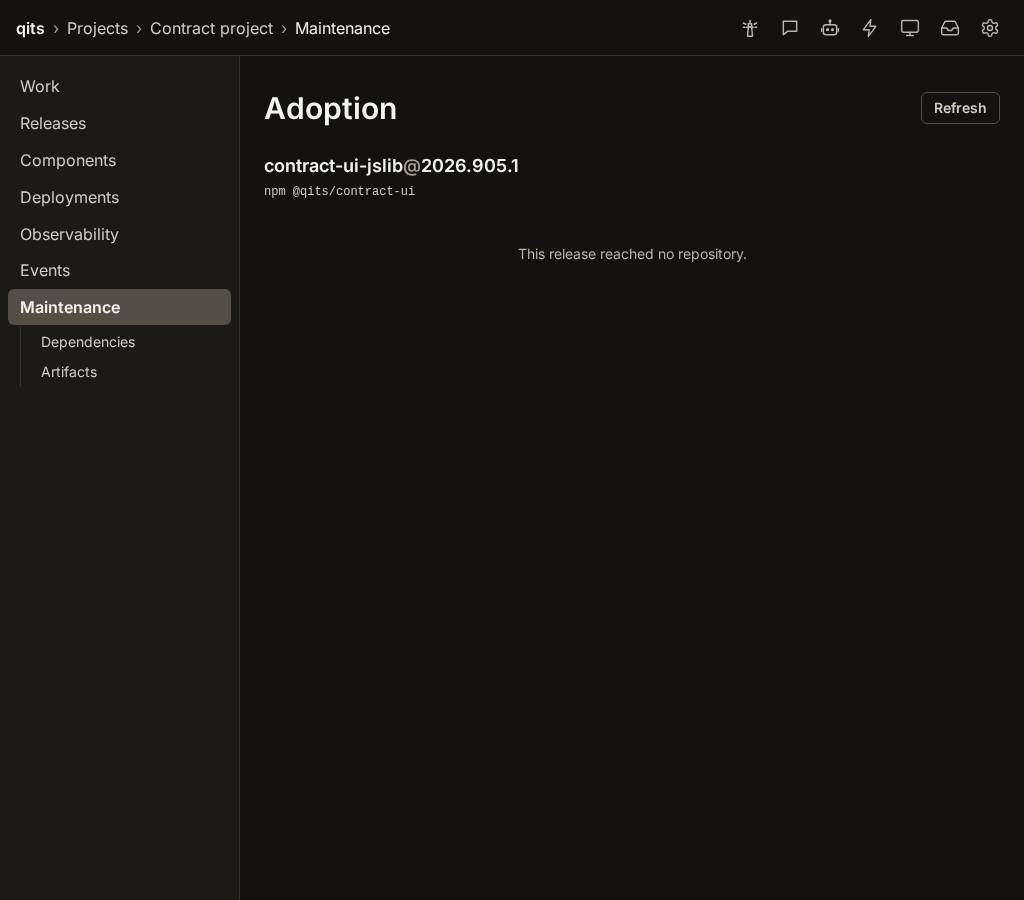 qits › Projects › Contract project › Maintenance
Work
Releases
Components
Deployments
Observability
Events
Maintenance
Dependencies
Artifacts
Adoption
Refresh
contract-ui-jslib@2026.905.1
npm @qits/contract-ui
This release reached no repository.